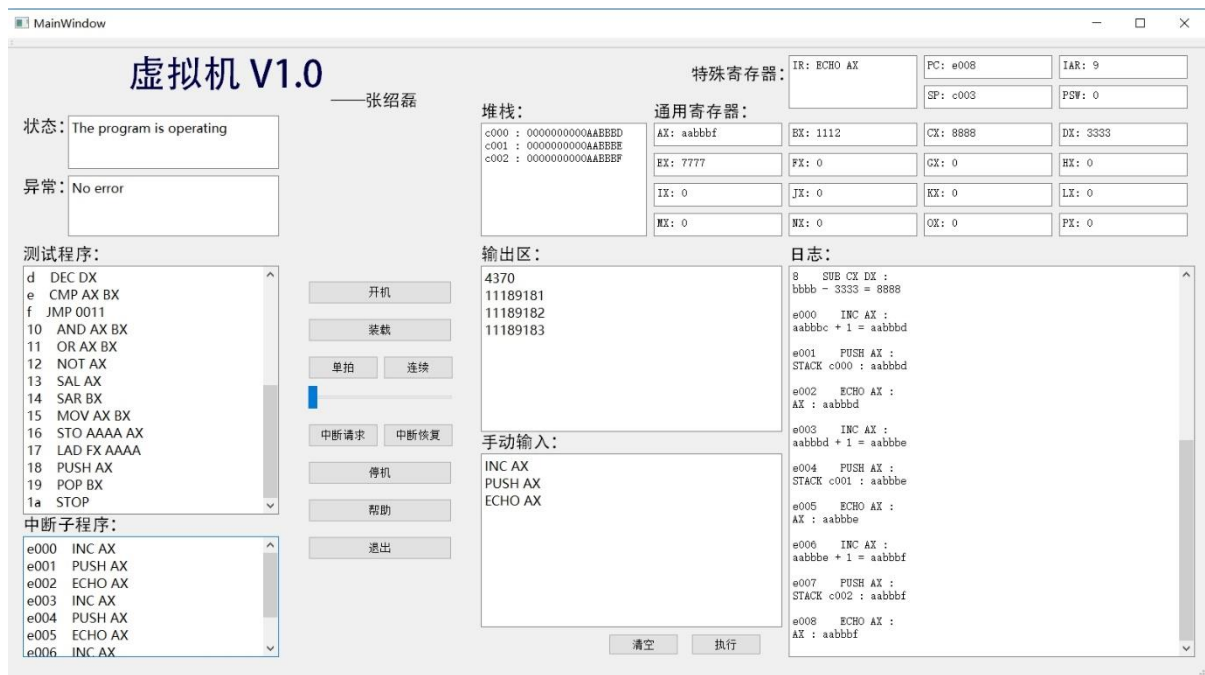 MainWindow
虚拟机 V1.0
——张绍磊
状态：
The program is operating
异常：
No error
特殊寄存器：
IR: ECHO AX
PC: e008
IAR: 9
SP: c003
PSW: 0
堆栈：
c000 : 0000000000AABBBD
c001 : 0000000000AABBBE
c002 : 0000000000AABBBF
通用寄存器：
AX: aabbbf
BX: 1112
CX: 8888
DX: 3333
EX: 7777
FX: 0
GX: 0
HX: 0
IX: 0
JX: 0
KX: 0
LX: 0
MX: 0
NX: 0
OX: 0
PX: 0
测试程序：
d DEC DX
e CMP AX BX
f JMP 0011
10 AND AX BX
11 OR AX BX
12 NOT AX
13 SAL AX
14 SAR BX
15 MOV AX BX
16 STO AAAA AX
17 LAD FX AAAA
18 PUSH AX
19 POP BX
1a STOP
中断子程序：
e000 INC AX
e001 PUSH AX
e002 ECHO AX
e003 INC AX
e004 PUSH AX
e005 ECHO AX
e006 INC AX
开机
装载
单拍
连续
中断请求
中断恢复
停机
帮助
退出
输出区：
4370
11189181
11189182
11189183
手动输入：
INC AX
PUSH AX
ECHO AX
清空
执行
日志：
8 SUB CX DX :
bbbb - 3333 = 8888
e000 INC AX :
aabbbc + 1 = aabbbd
e001 PUSH AX :
STACK c000 : aabbbd
e002 ECHO AX :
AX : aabbbd
e003 INC AX :
aabbbd + 1 = aabbbe
e004 PUSH AX :
STACK c001 : aabbbe
e005 ECHO AX :
AX : aabbbe
e006 INC AX :
aabbbe + 1 = aabbbf
e007 PUSH AX :
STACK c002 : aabbbf
e008 ECHO AX :
AX : aabbbf